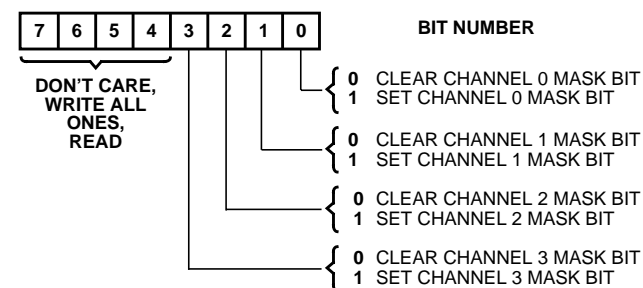 7 6 5 4 3 2 1 0 BIT NUMBER
DON'T CARE,
WRITE ALL
ONES,
READ
0 CLEAR CHANNEL 0 MASK BIT
1 SET CHANNEL 0 MASK BIT
0 CLEAR CHANNEL 1 MASK BIT
1 SET CHANNEL 1 MASK BIT
0 CLEAR CHANNEL 2 MASK BIT
1 SET CHANNEL 2 MASK BIT
0 CLEAR CHANNEL 3 MASK BIT
1 SET CHANNEL 3 MASK BIT